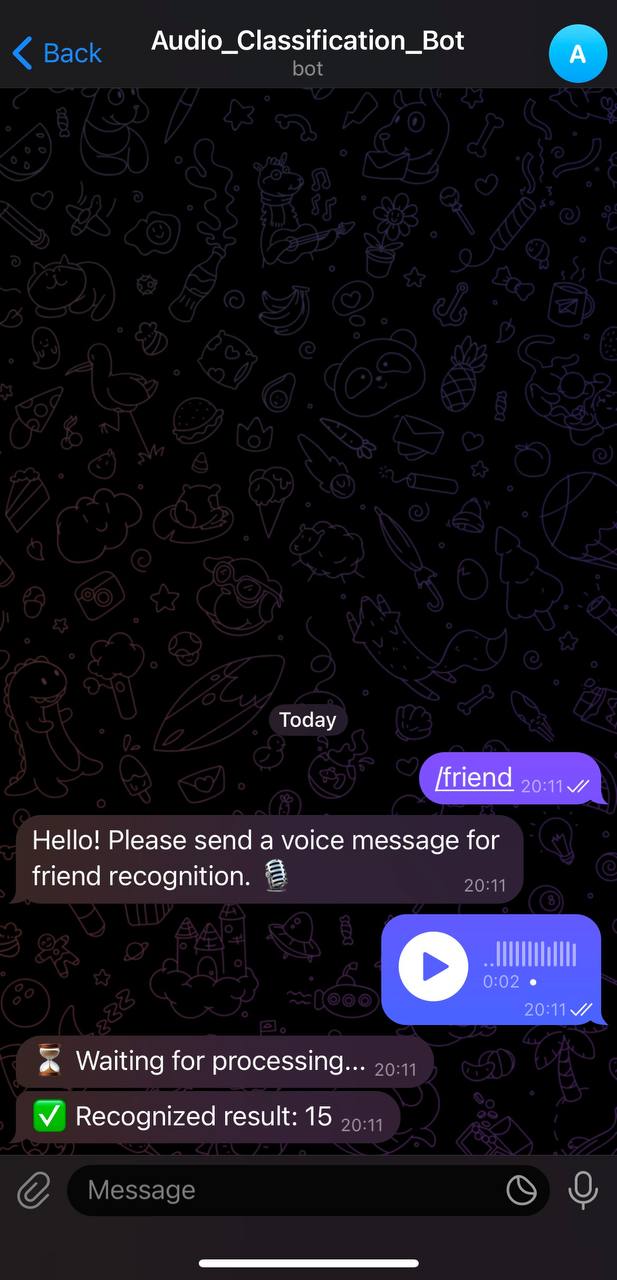 Back
Audio_Classification_Bot
bot
A
Today
/friend 20:11
Hello! Please send a voice message for
friend recognition. 🎙 20:11
0:02
20:11
⏳ Waiting for processing... 20:11
✅ Recognized result: 15 20:11
Message